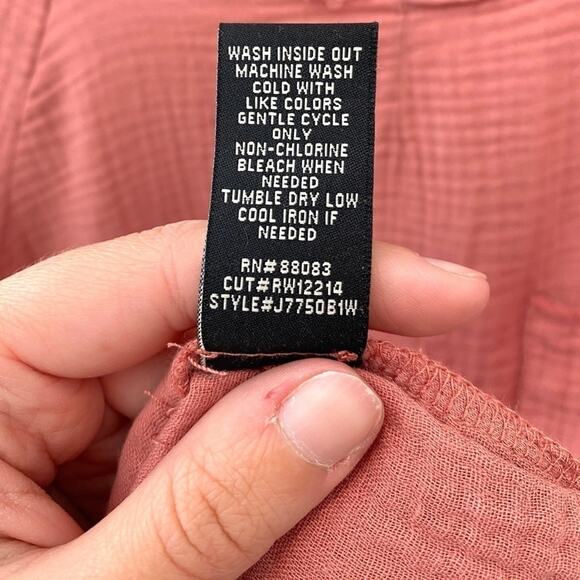 WASH INSIDE OUT
MACHINE WASH
COLD WITH
LIKE COLORS
GENTLE CYCLE
ONLY
NON-CHLORINE
BLEACH WHEN
NEEDED
TUMBLE DRY LOW
COOL IRON IF
NEEDED
RN# 88083
CUT#RW12214
STYLE#J7750B1W